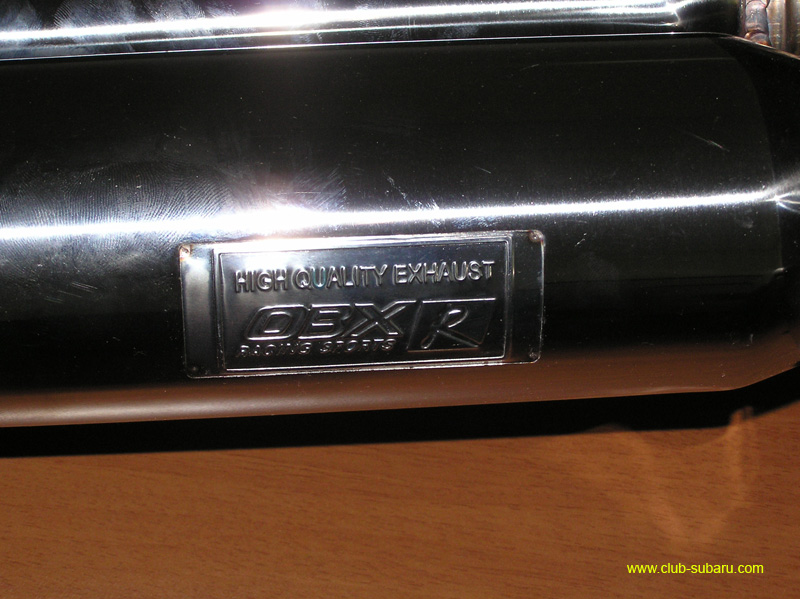 HIGH QUALITY EXHAUST
OBX R
RACING SPORTS
www.club-subaru.com